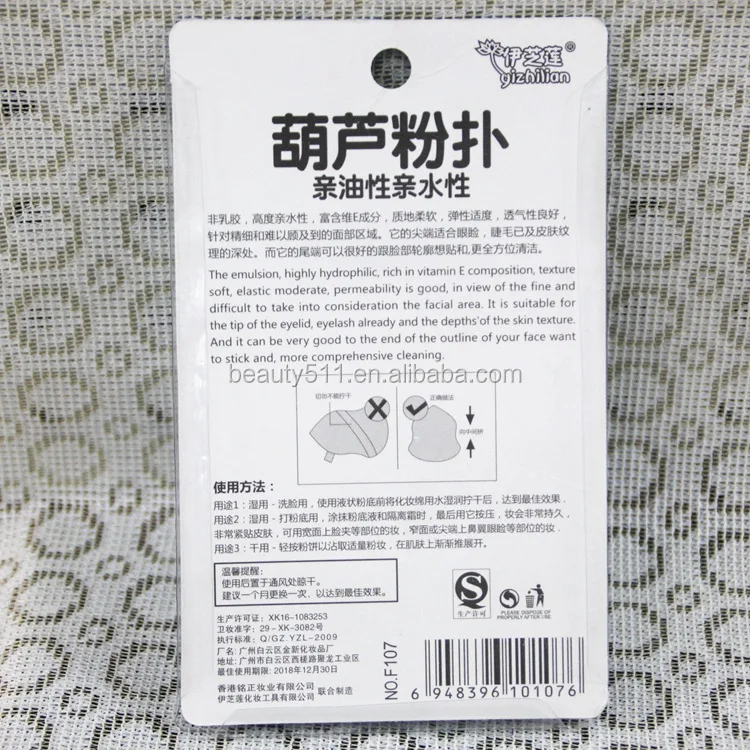 伊芝莲®
yizhilian
葫芦粉扑
亲油性亲水性
非乳胶，高度亲水性，富含维E成分，质地柔软，弹性适度，透气性良好，
针对精细和难以顾及到的面部区域。它的尖端适合眼睑，睫毛已及皮肤纹
理的深处。而它的尾端可以很好的跟脸部轮廓想贴和,更全方位清洁。
The emulsion, highly hydrophilic, rich in vitamin E composition, texture
soft, elastic moderate, permeability is good, in view of the fine and
difficult to take into consideration the facial area. It is suitable for
the tip of the eyelid, eyelash already and the depths'of the skin texture.
And it can be very good to the end of the outline of your face want
to stick and, more comprehensive cleaning.
beauty511.en.alibaba.com
切勿不能拧干
正确做法
向中间挤
使用方法：
用途1：湿用 - 洗脸用，使用液状粉底前将化妆绵用水湿润拧干后，达到最佳效果．
用途2：湿用 - 打粉底用，涂抹粉底液和隔离霜时，最后用它按压，妆会非常持久，
非常紧贴皮肤，可用宽面上脸夹等部位的妆，窄面或尖端上鼻翼眼睑等部位的妆，
用途3：干用 - 轻按粉饼以沾取适量粉妆，在肌肤上渐渐推展开。
温馨提醒：
使用后置于通风处晾干。
建议一个月更换一次，以达到最佳效果。
生产许可证：XK16-1083253
卫妆准字：29-XK-3082号
执行标准：Q/GZ.YZL-2009
厂名：广州白云区金新化妆品厂
地址：广州市白云区西槎路聚龙工业区
最佳使用期限：2018年12月30日
香港铭正妆业有限公司
伊芝莲化妆工具有限公司
联合制造
生产许可
PLEASE DISPOSE OF
PROPERLY AFTER USE.
NO.F107
6 948396 101076